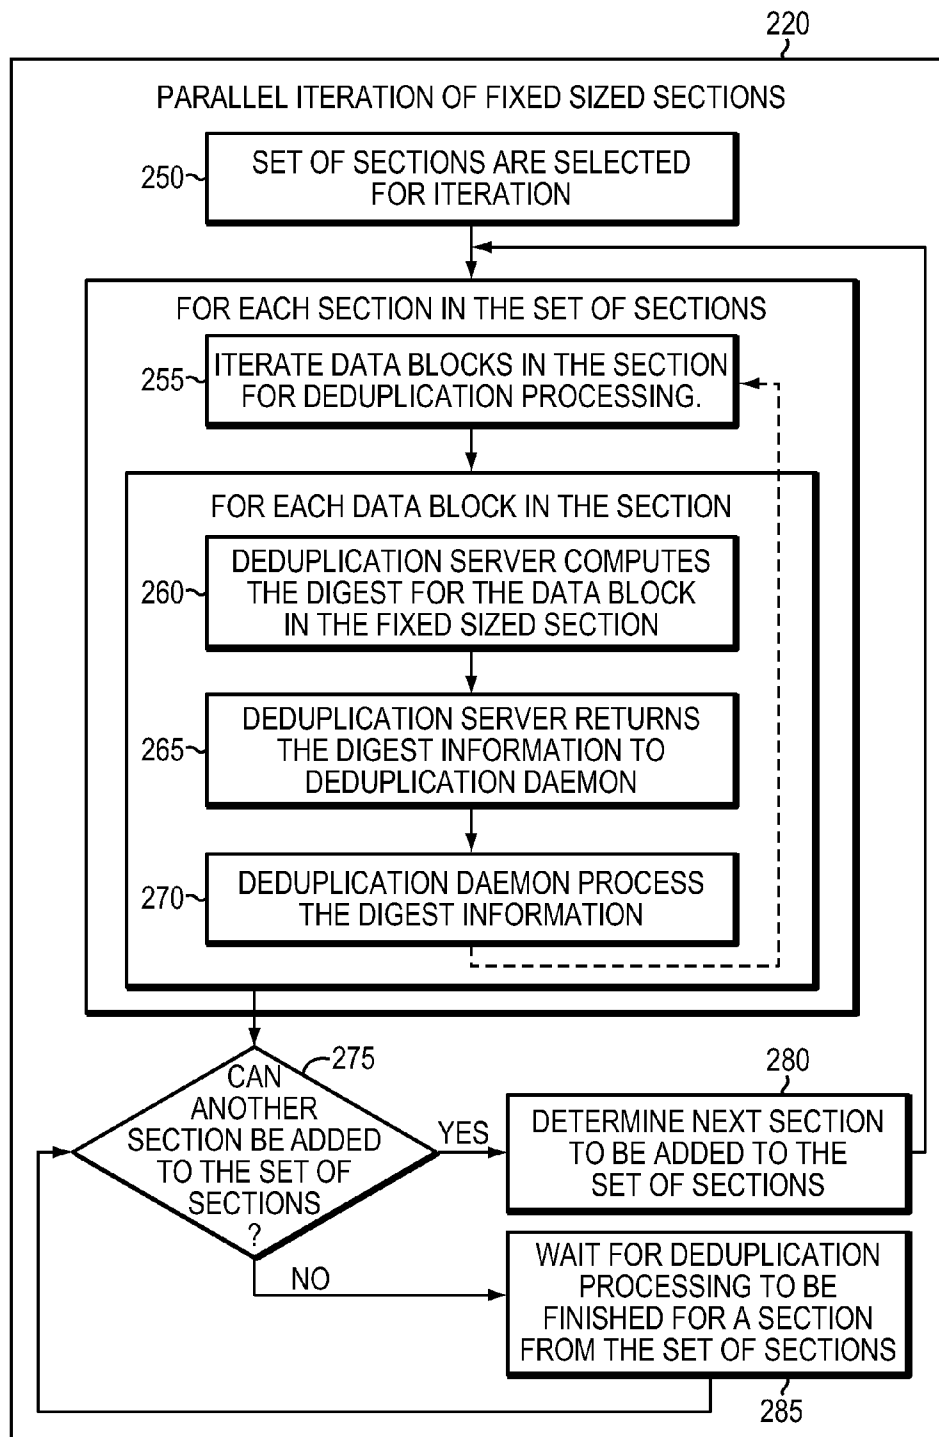 220
PARALLEL ITERATION OF FIXED SIZED SECTIONS
250
SET OF SECTIONS ARE SELECTED
FOR ITERATION
FOR EACH SECTION IN THE SET OF SECTIONS
255
ITERATE DATA BLOCKS IN THE SECTION
FOR DEDUPLICATION PROCESSING.
FOR EACH DATA BLOCK IN THE SECTION
260
DEDUPLICATION SERVER COMPUTES
THE DIGEST FOR THE DATA BLOCK
IN THE FIXED SIZED SECTION
265
DEDUPLICATION SERVER RETURNS
THE DIGEST INFORMATION TO
DEDUPLICATION DAEMON
270
DEDUPLICATION DAEMON PROCESS
THE DIGEST INFORMATION
275
CAN
ANOTHER
SECTION BE ADDED
TO THE SET OF
SECTIONS
?
YES
280
DETERMINE NEXT SECTION
TO BE ADDED TO THE
SET OF SECTIONS
NO
WAIT FOR DEDUPLICATION
PROCESSING TO BE
FINISHED FOR A SECTION
FROM THE SET OF SECTIONS
285